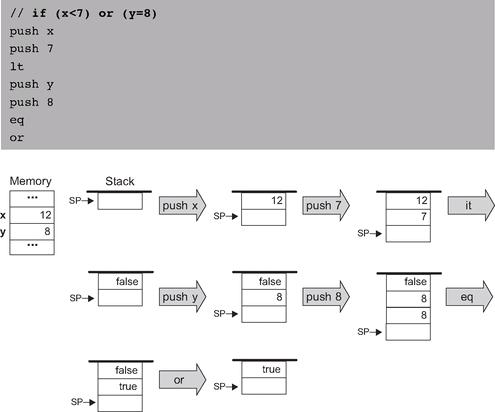 // if (x<7) or (y=8)
push x
push 7
lt
push y
push 8
eq
or
Memory
Stack
...
x 12
y 8
...
SP
push x
12
SP
push 7
12
7
SP
it
false
SP
push y
false
8
SP
push 8
false
8
8
SP
eq
false
true
SP
or
true
SP